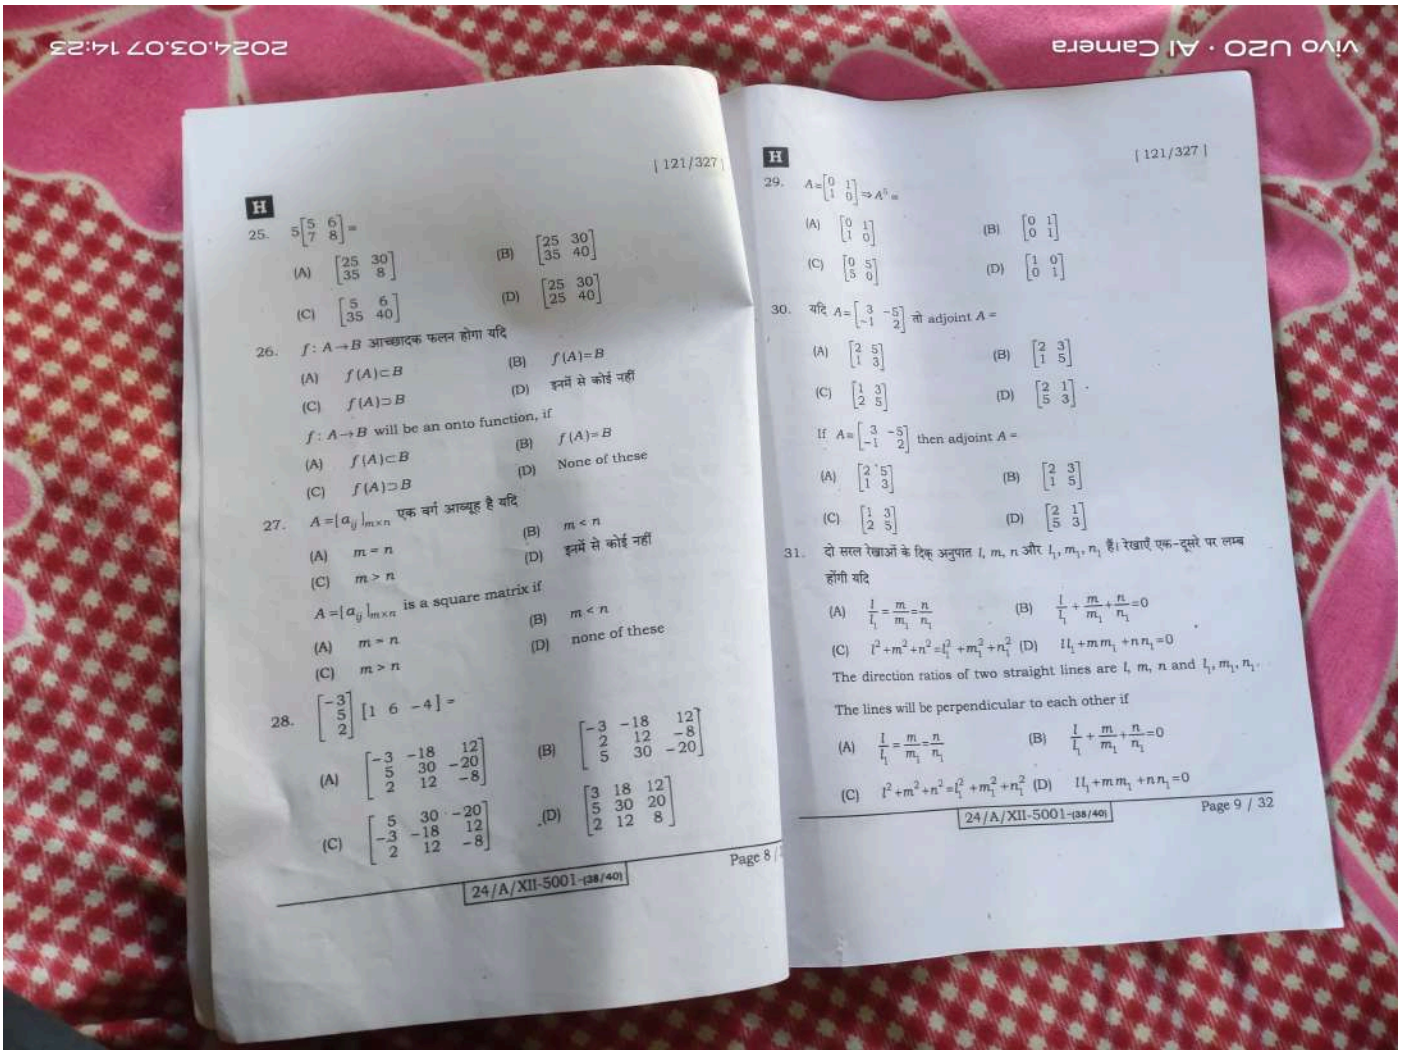 2024.03.07 14:23
vivo U20 · AI Camera
[ 121/327 ]
H
25. 5[5 6; 7 8] =
(A) [25 30; 35 8]
(B) [25 30; 35 40]
(C) [5 6; 35 40]
(D) [25 30; 25 40]
26. f : A→B आच्छादक फलन होगा यदि
(A) f(A)⊂B
(B) f(A)=B
(C) f(A)⊃B
(D) इनमें से कोई नहीं
f : A→B will be an onto function, if
(A) f(A)⊂B
(B) f(A)=B
(C) f(A)⊃B
(D) None of these
27. A=[a_ij]_m×n एक वर्ग आव्यूह है यदि
(A) m = n
(B) m < n
(C) m > n
(D) इनमें से कोई नहीं
A=[a_ij]_m×n is a square matrix if
(A) m = n
(B) m < n
(C) m > n
(D) none of these
28. [-3; 5; 2] [1 6 -4] =
(A) [-3 -18 12; 5 30 -20; 2 12 -8]
(B) [-3 -18 12; 2 12 -8; 5 30 -20]
(C) [5 30 -20; -3 -18 12; 2 12 -8]
(D) [3 18 12; 5 30 20; 2 12 8]
24/A/XII-5001-(38/40)
Page 8 /
H
[ 121/327 ]
29. A=[0 1; 1 0] ⇒ A⁵ =
(A) [0 1; 1 0]
(B) [0 1; 0 1]
(C) [0 5; 5 0]
(D) [1 0; 0 1]
30. यदि A=[3 -5; -1 2] तो adjoint A =
(A) [2 5; 1 3]
(B) [2 3; 1 5]
(C) [1 3; 2 5]
(D) [2 1; 5 3]
If A=[3 -5; -1 2] then adjoint A =
(A) [2 5; 1 3]
(B) [2 3; 1 5]
(C) [1 3; 2 5]
(D) [2 1; 5 3]
31. दो सरल रेखाओं के दिक् अनुपात l, m, n और l₁, m₁, n₁ हैं। रेखाएँ एक-दूसरे पर लम्ब
होंगी यदि
(A) l/l₁ = m/m₁ = n/n₁
(B) l/l₁ + m/m₁ + n/n₁ = 0
(C) l²+m²+n²=l₁²+m₁²+n₁² (D) ll₁+mm₁+nn₁=0
The direction ratios of two straight lines are l, m, n and l₁, m₁, n₁.
The lines will be perpendicular to each other if
(A) l/l₁ = m/m₁ = n/n₁
(B) l/l₁ + m/m₁ + n/n₁ = 0
(C) l²+m²+n²=l₁²+m₁²+n₁² (D) ll₁+mm₁+nn₁=0
24/A/XII-5001-(38/40)
Page 9 / 32